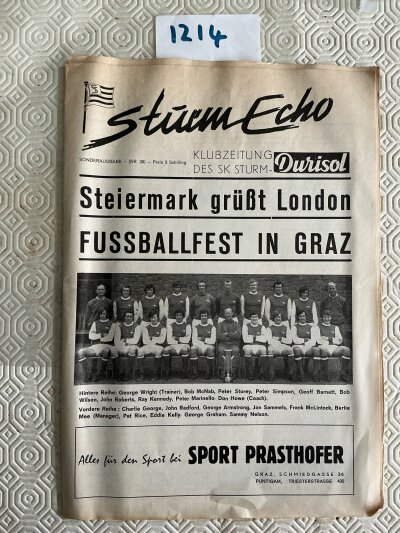 1214
S
Sturm Echo
SONDERAUSGABE – (NR. 28) – Preis 3 Schilling
KLUBZEITUNG
DES SK STURM-Durisol
Steiermark grüßt London
FUSSBALLFEST IN GRAZ
Hintere Reihe: George Wright (Trainer), Bob McNab, Peter Storey, Peter Simpson, Geoff Barnett, Bob
Wilson, John Roberts, Ray Kennedy, Peter Marinello. Don Howe (Coach).
Vordere Reihe: Charlie George, John Radford, George Armstrong, Jon Sammels, Frank McLintock, Bertie
Mee (Manager), Pat Rice, Eddie Kelly. George Graham. Sammy Nelson.
Alles für den Sport bei SPORT PRASTHOFER
GRAZ, SCHMIEDGASSE 26
PUNTIGAM, TRIESTERSTRASSE